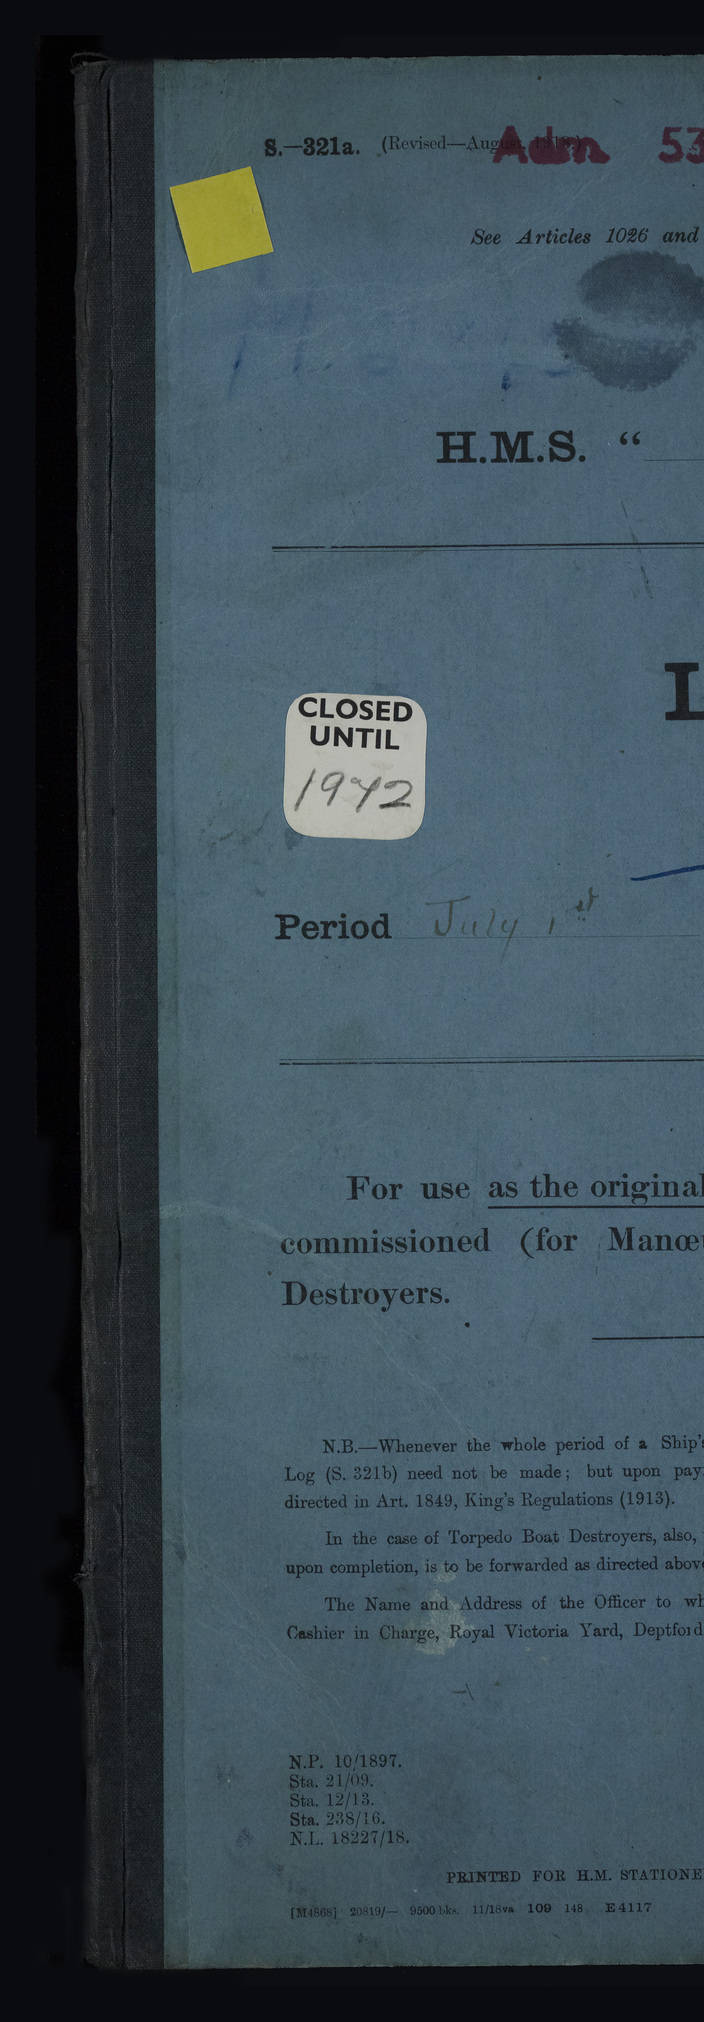 S.—321a. (Revised—August, 1918.)
Adm 53
See Articles 1026 and
H.M.S. “
L
CLOSED
UNTIL
1942
Period July 1st
For use as the original
commissioned (for Manœu
Destroyers.
N.B.—Whenever the whole period of a Ship's
Log (S. 321b) need not be made; but upon pay
directed in Art. 1849, King's Regulations (1913).
In the case of Torpedo Boat Destroyers, also,
upon completion, is to be forwarded as directed above
The Name and Address of the Officer to wh
Cashier in Charge, Royal Victoria Yard, Deptford
N.P. 10/1897.
Sta. 21/09.
Sta. 12/13.
Sta. 238/16.
N.L. 18227/18.
PRINTED FOR H.M. STATIONE
[M4868] 20819/— 9500 bks. 11/18va 109 148 E4117